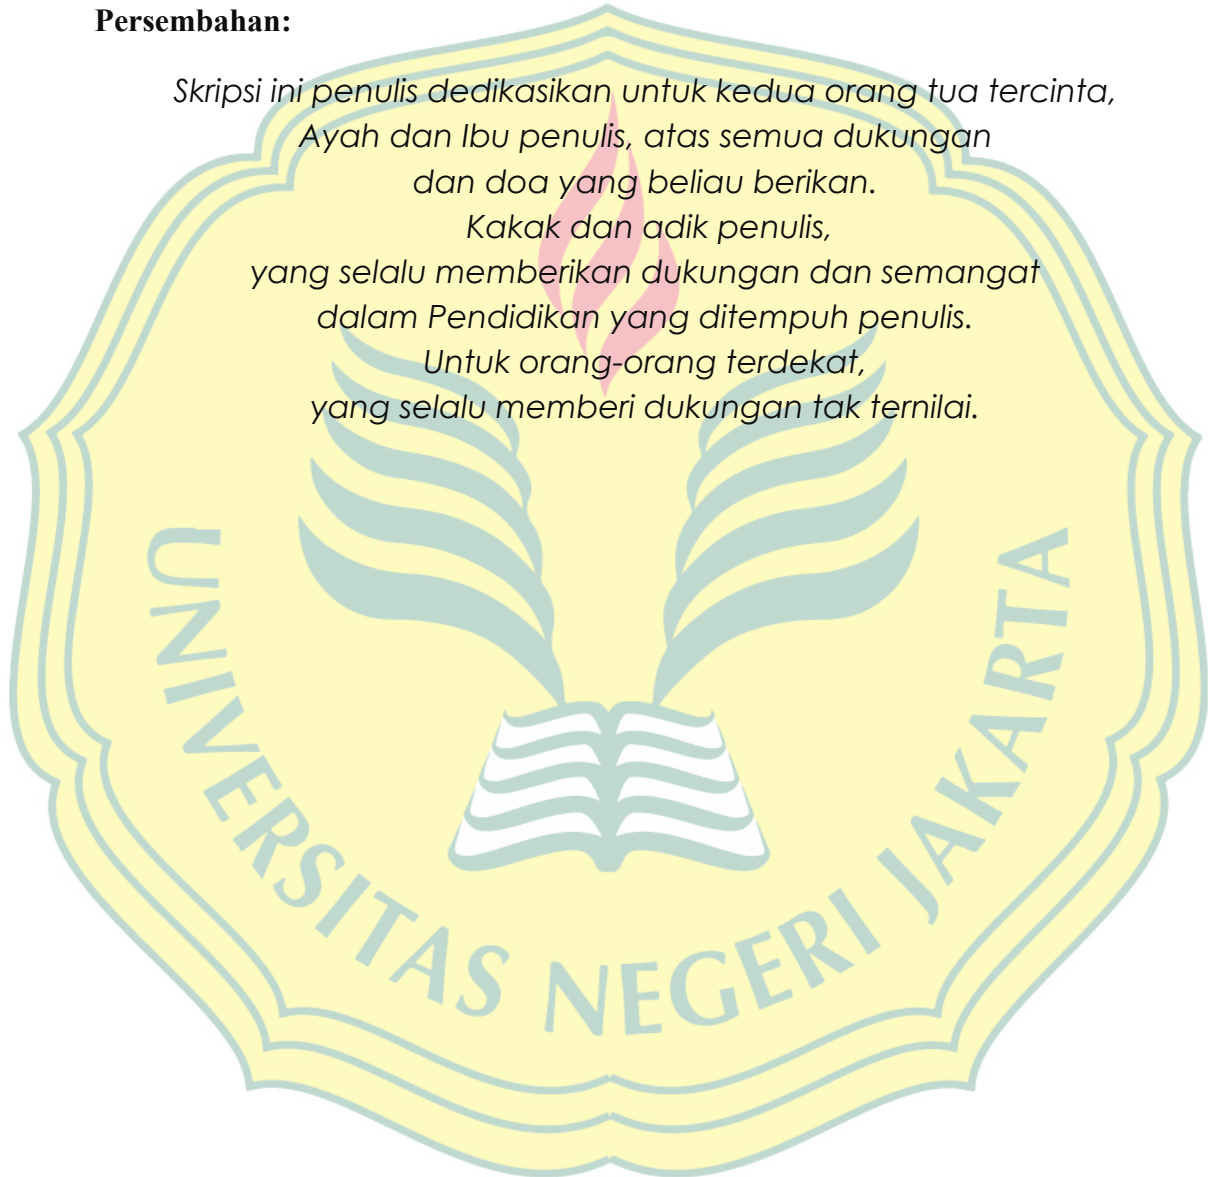 Persembahan:
Skripsi ini penulis dedikasikan untuk kedua orang tua tercinta,
Ayah dan Ibu penulis, atas semua dukungan
dan doa yang beliau berikan.
Kakak dan adik penulis,
yang selalu memberikan dukungan dan semangat
dalam Pendidikan yang ditempuh penulis.
Untuk orang-orang terdekat,
yang selalu memberi dukungan tak ternilai.
UNIVERSITAS NEGERI JAKARTA